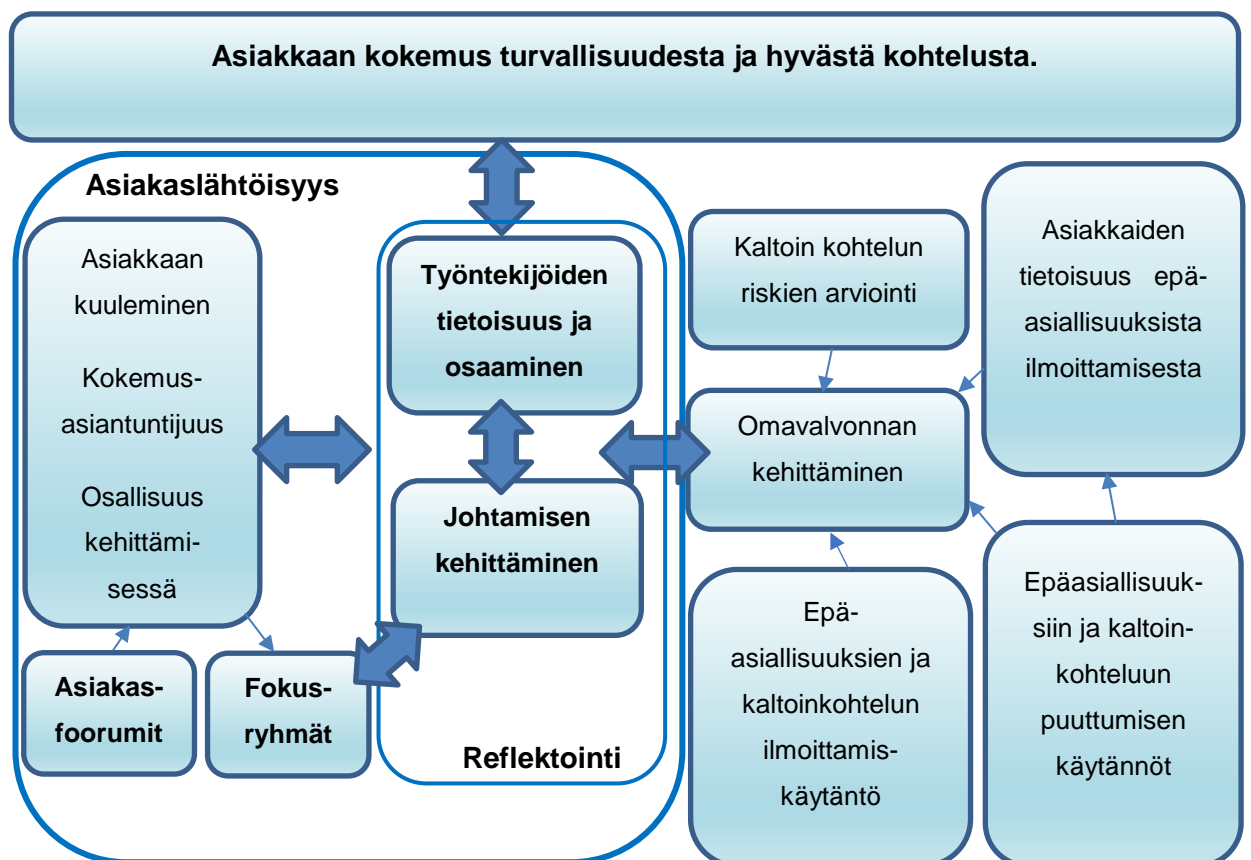 Asiakkaan kokemus turvallisuudesta ja hyvästä kohtelusta.
Asiakaslähtöisyys
Asiakkaan
kuuleminen
Kokemus-
asiantuntijuus
Osallisuus
kehittämi-
sessä
Asiakas-
foorumit
Fokus-
ryhmät
Työntekijöiden
tietoisuus ja
osaaminen
Johtamisen
kehittäminen
Reflektointi
Kaltoin kohtelun
riskien arviointi
Omavalvonnan
kehittäminen
Epä-
asiallisuuksien ja
kaltoinkohtelun
ilmoittamis-
käytäntö
Asiakkaiden
tietoisuus epä-
asiallisuuksista
ilmoittamisesta
Epäasiallisuuk-
siin ja kaltoin-
kohteluun
puuttumisen
käytännöt